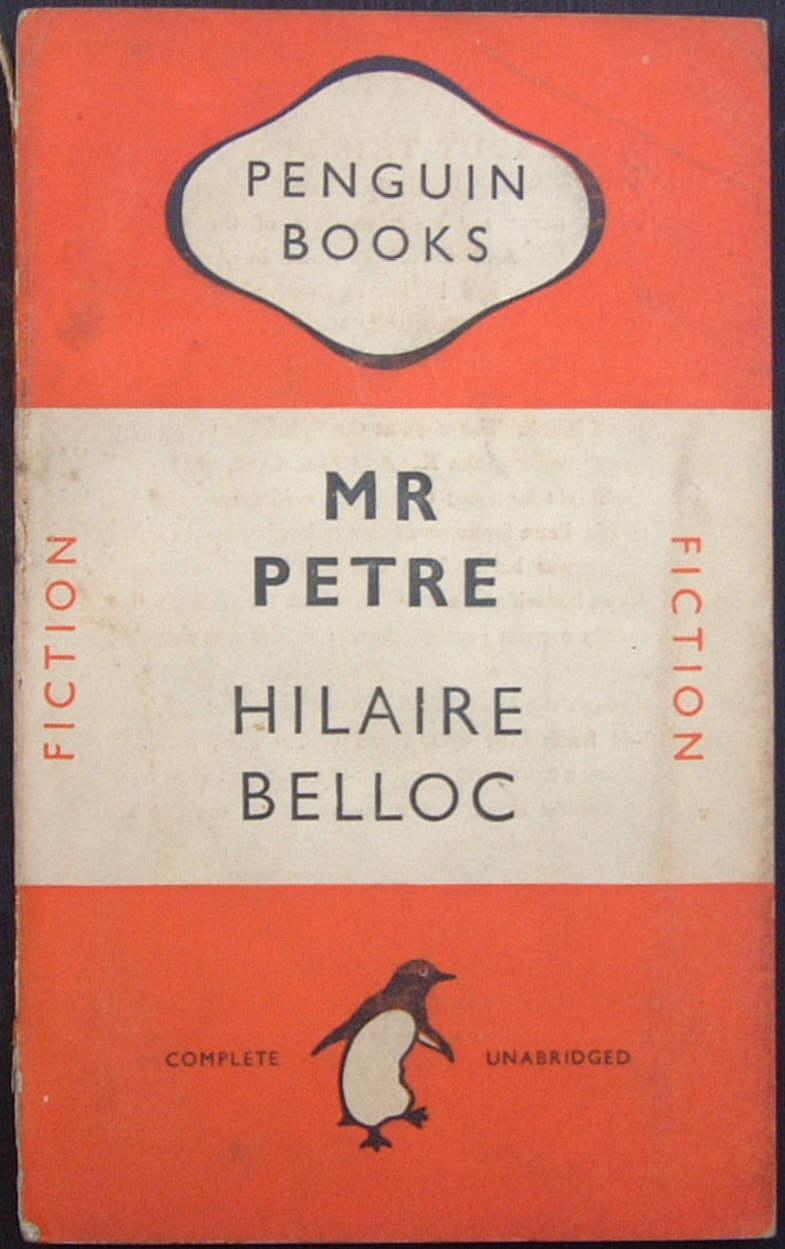 PENGUIN
BOOKS
MR
PETRE
HILAIRE
BELLOC
FICTION
FICTION
COMPLETE
UNABRIDGED